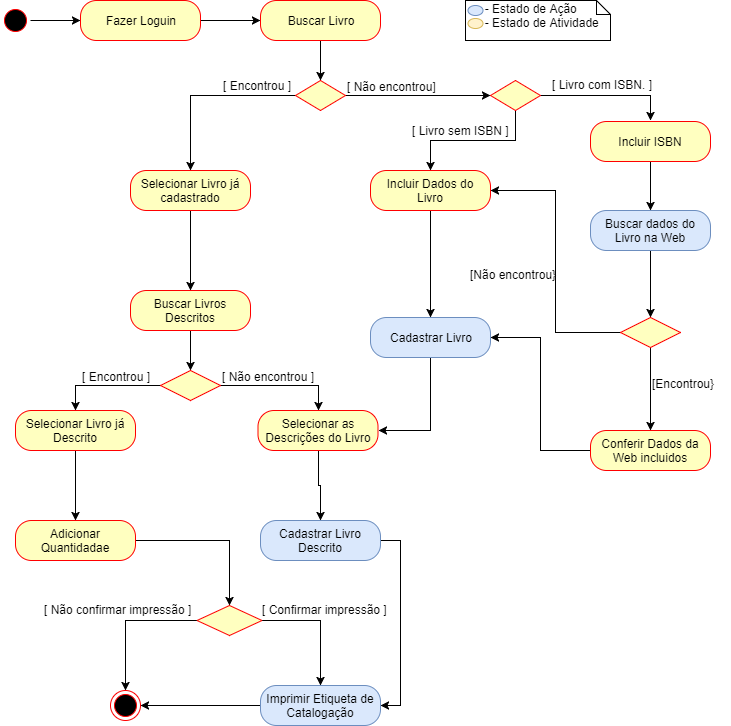 Fazer Loguin
Buscar Livro
- Estado de Ação
- Estado de Atividade
[ Encontrou ]
[ Não encontrou]
[ Livro com ISBN. ]
[ Livro sem ISBN ]
Incluir ISBN
Selecionar Livro já
cadastrado
Incluir Dados do
Livro
Buscar dados do
Livro na Web
[Não encontrou}
Buscar Livros
Descritos
Cadastrar Livro
[ Encontrou ]
[ Não encontrou ]
[Encontrou}
Selecionar Livro já
Descrito
Selecionar as
Descrições do Livro
Conferir Dados da
Web incluidos
Adicionar
Quantidadae
Cadastrar Livro
Descrito
[ Não confirmar impressão ]
[ Confirmar impressão ]
Imprimir Etiqueta de
Catalogação